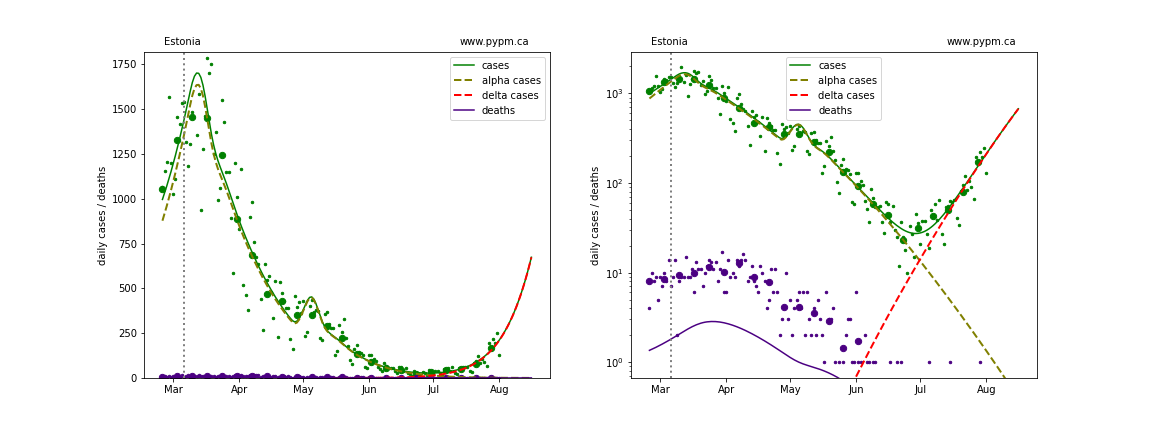 Estonia www.pypm.ca
cases
alpha cases
delta cases
deaths
daily cases / deaths
1750
1500
1250
1000
750
500
250
0
Mar Apr May Jun Jul Aug
Estonia www.pypm.ca
cases
alpha cases
delta cases
deaths
daily cases / deaths
10³
10²
10¹
10⁰
Mar Apr May Jun Jul Aug